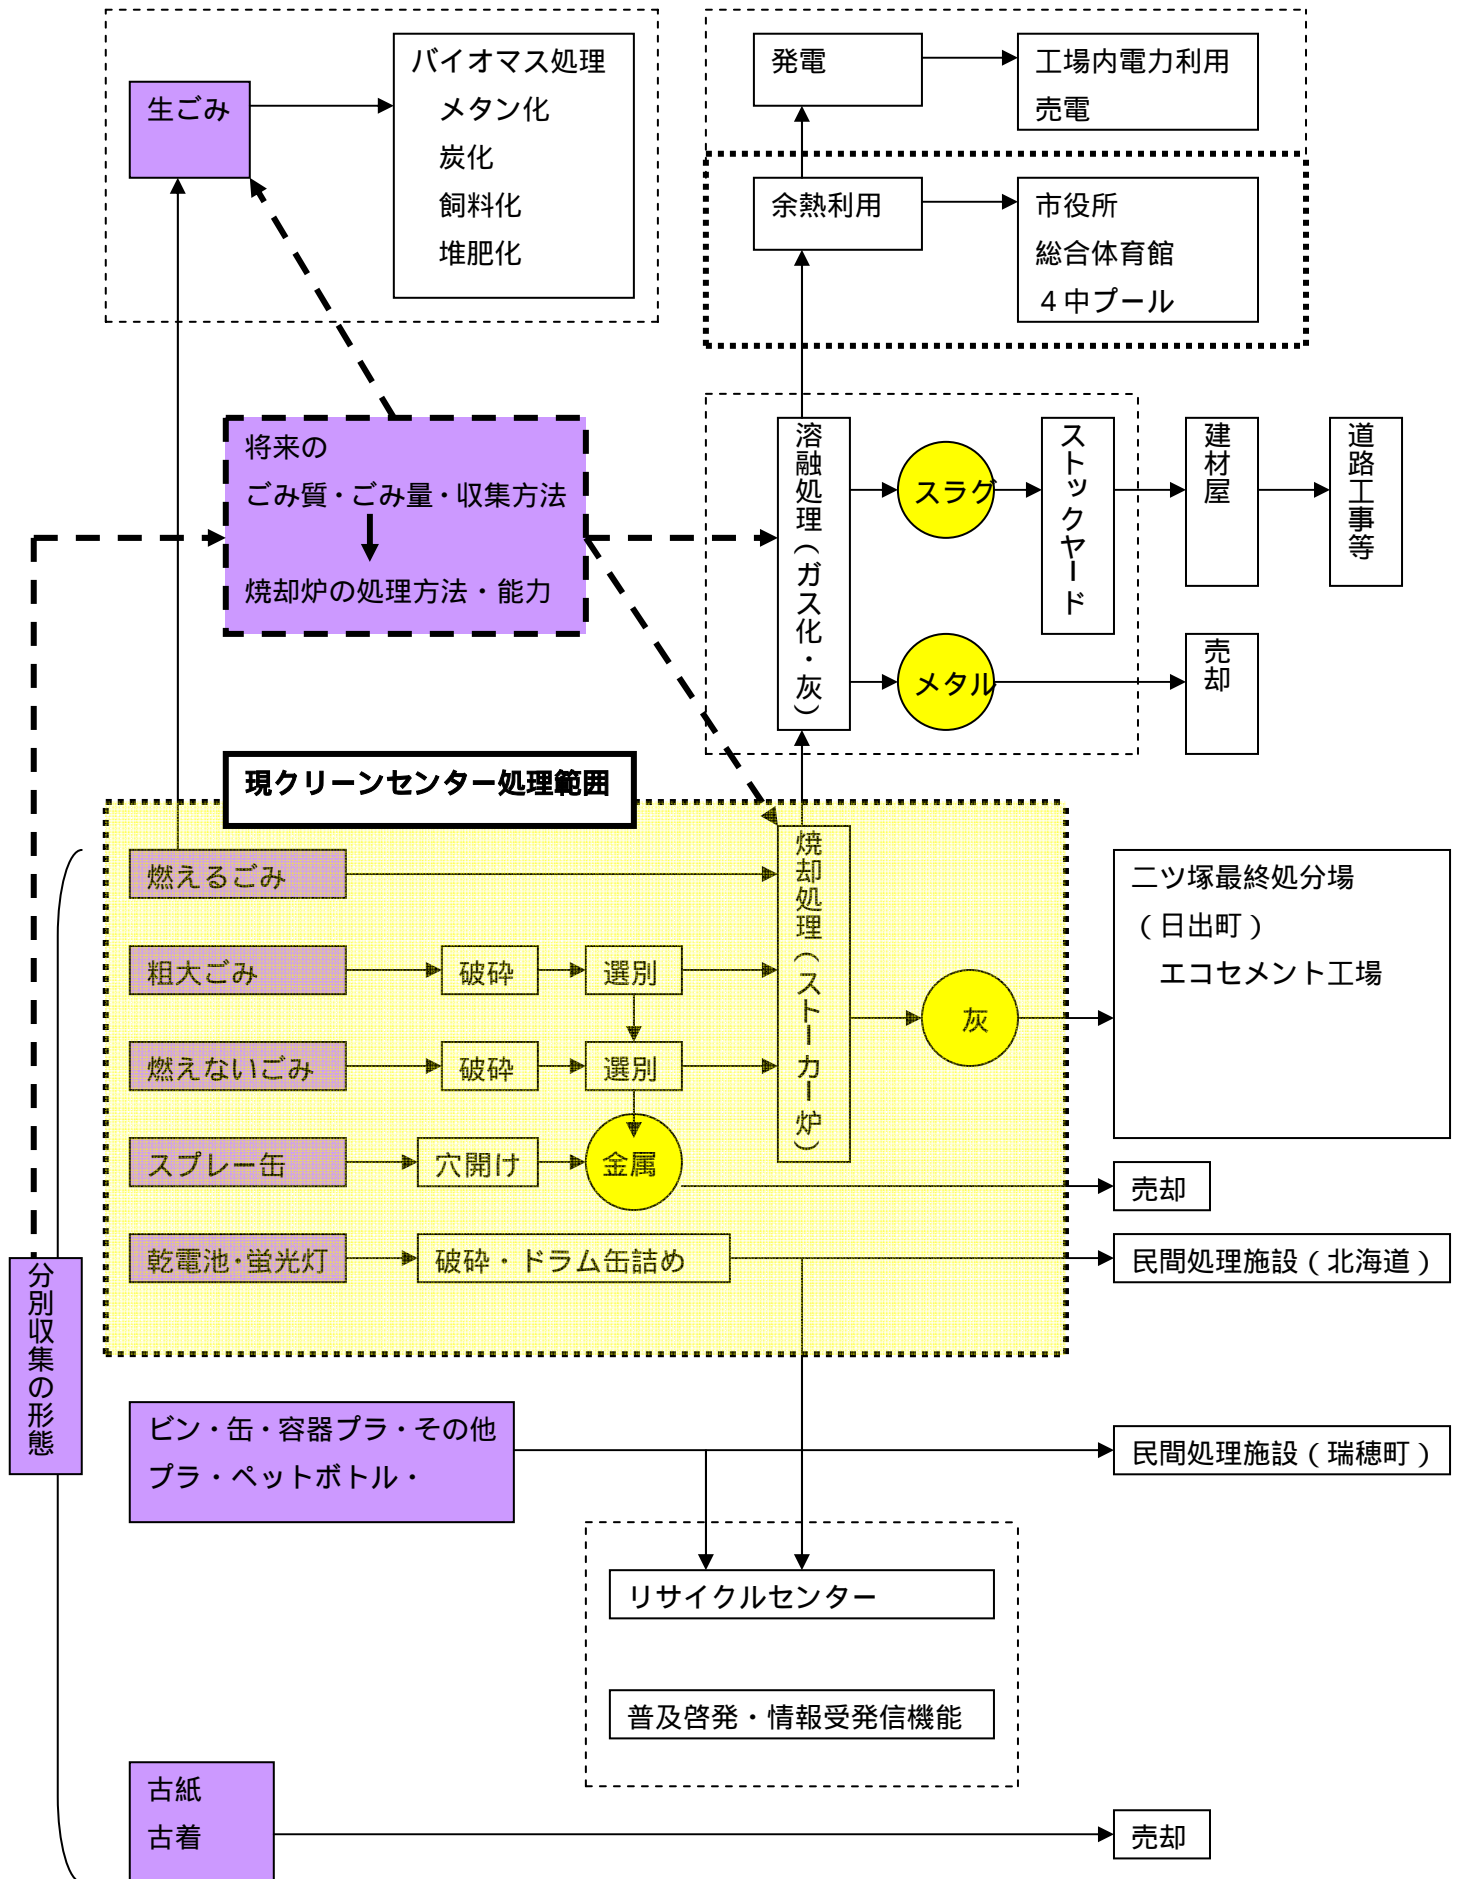 生ごみ
バイオマス処理
メタン化
炭化
飼料化
堆肥化
発電
工場内電力利用
売電
余熱利用
市役所
総合体育館
４中プール
将来の
ごみ質・ごみ量・収集方法
焼却炉の処理方法・能力
溶融処理（ガス化・灰）
スラグ
ストックヤード
建材屋
道路工事等
メタル
売却
現クリーンセンター処理範囲
燃えるごみ
粗大ごみ
破砕
選別
燃えないごみ
破砕
選別
スプレー缶
穴開け
金属
乾電池・蛍光灯
破砕・ドラム缶詰め
焼却処理（ストーカー炉）
灰
二ツ塚最終処分場
（日出町）
エコセメント工場
売却
民間処理施設（北海道）
分別収集の形態
ビン・缶・容器プラ・その他
プラ・ペットボトル・
民間処理施設（瑞穂町）
リサイクルセンター
普及啓発・情報受発信機能
古紙
古着
売却